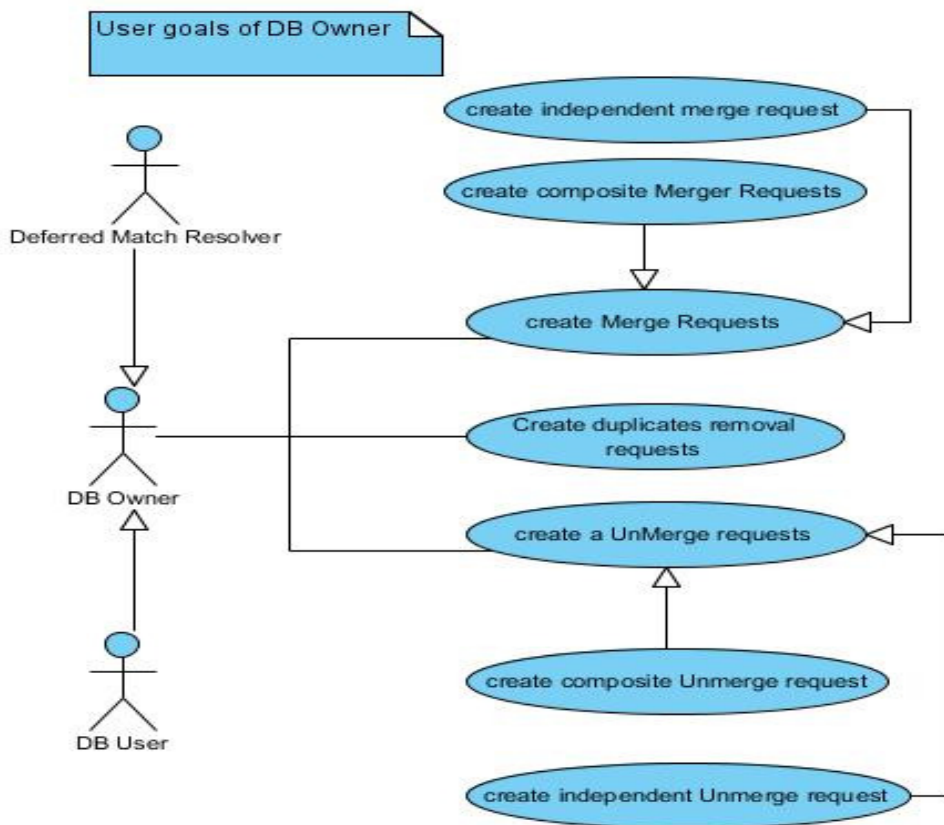 User goals of DB Owner
create independent merge request
create composite Merger Requests
Deferred Match Resolver
create Merge Requests
Create duplicates removal
requests
DB Owner
create a UnMerge requests
create composite Unmerge request
DB User
create independent Unmerge request